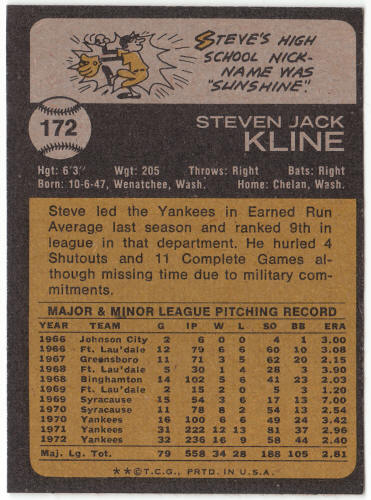 STEVE'S HIGH
SCHOOL NICK-
NAME WAS
"SUNSHINE."
172
STEVEN JACK
KLINE
Hgt: 6'3" Wgt: 205 Throws: Right Bats: Right
Born: 10-6-47, Wenatchee, Wash. Home: Chelan, Wash.
Steve led the Yankees in Earned Run
Average last season and ranked 9th in
league in that department. He hurled 4
Shutouts and 11 Complete Games al-
though missing time due to military com-
mitments.
MAJOR & MINOR LEAGUE PITCHING RECORD
YEAR TEAM G IP W L SO BB ERA
1966 Johnson City 2 6 0 0 4 1 3.00
1966 Ft. Lau'dale 12 79 6 6 60 10 3.08
1967 Greensboro 11 71 3 5 62 20 2.15
1968 Ft. Lau'dale 5 30 1 4 28 3 3.90
1968 Binghamton 14 102 5 6 41 23 2.03
1969 Ft. Lau'dale 2 15 2 0 5 3 1.20
1969 Syracuse 15 54 3 6 17 13 2.54
1970 Syracuse 11 78 8 2 54 13 2.54
1970 Yankees 16 100 6 6 49 24 3.42
1971 Yankees 31 222 12 13 81 37 2.96
1972 Yankees 32 236 16 9 58 44 2.40
Maj. Lg. Tot. 79 558 34 28 188 105 2.81
**©T.C.G., PRTD. IN U.S.A.